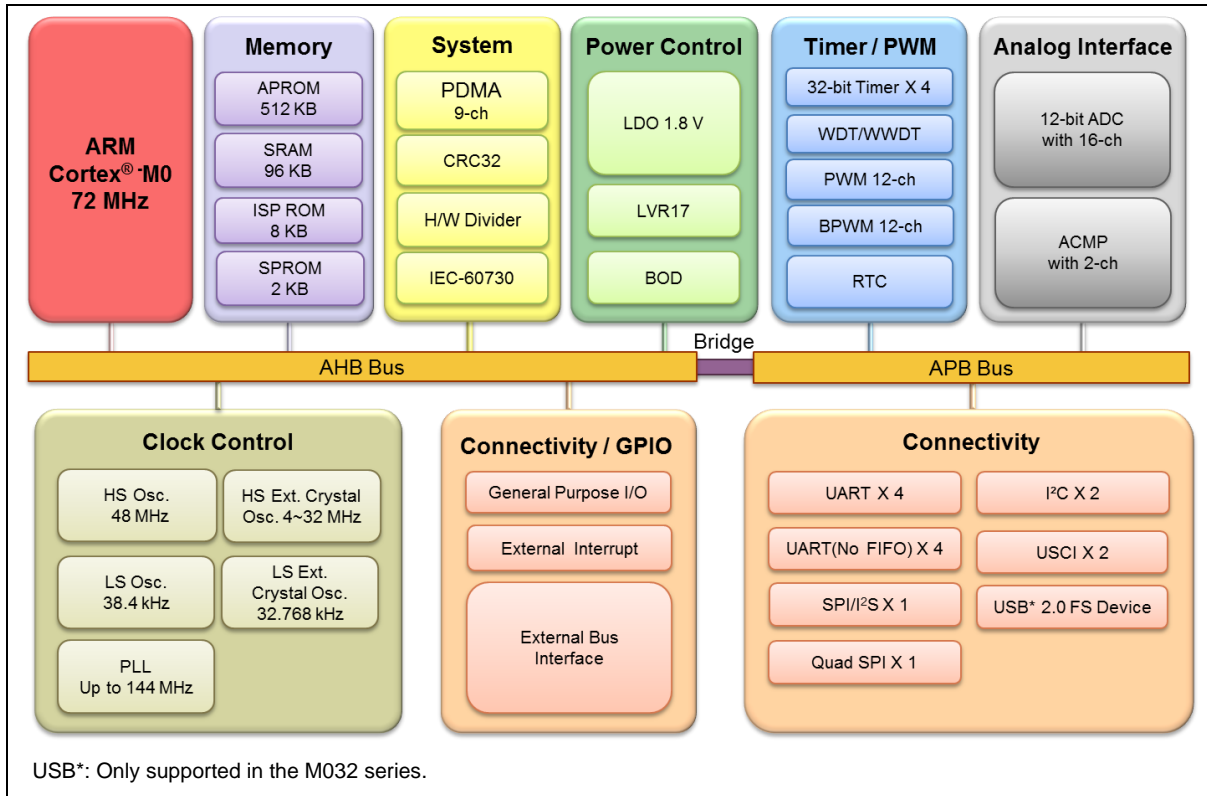 ARM
Cortex®-M0
72 MHz
Memory
APROM
512 KB
SRAM
96 KB
ISP ROM
8 KB
SPROM
2 KB
System
PDMA
9-ch
CRC32
H/W Divider
IEC-60730
Power Control
LDO 1.8 V
LVR17
BOD
Timer / PWM
32-bit Timer X 4
WDT/WWDT
PWM 12-ch
BPWM 12-ch
RTC
Analog Interface
12-bit ADC
with 16-ch
ACMP
with 2-ch
AHB Bus
Bridge
APB Bus
Clock Control
HS Osc.
48 MHz
HS Ext. Crystal
Osc. 4~32 MHz
LS Osc.
38.4 kHz
LS Ext.
Crystal Osc.
32.768 kHz
PLL
Up to 144 MHz
Connectivity / GPIO
General Purpose I/O
External Interrupt
External Bus
Interface
Connectivity
UART X 4
I²C X 2
UART(No FIFO) X 4
USCI X 2
SPI/I²S X 1
USB* 2.0 FS Device
Quad SPI X 1
USB*: Only supported in the M032 series.